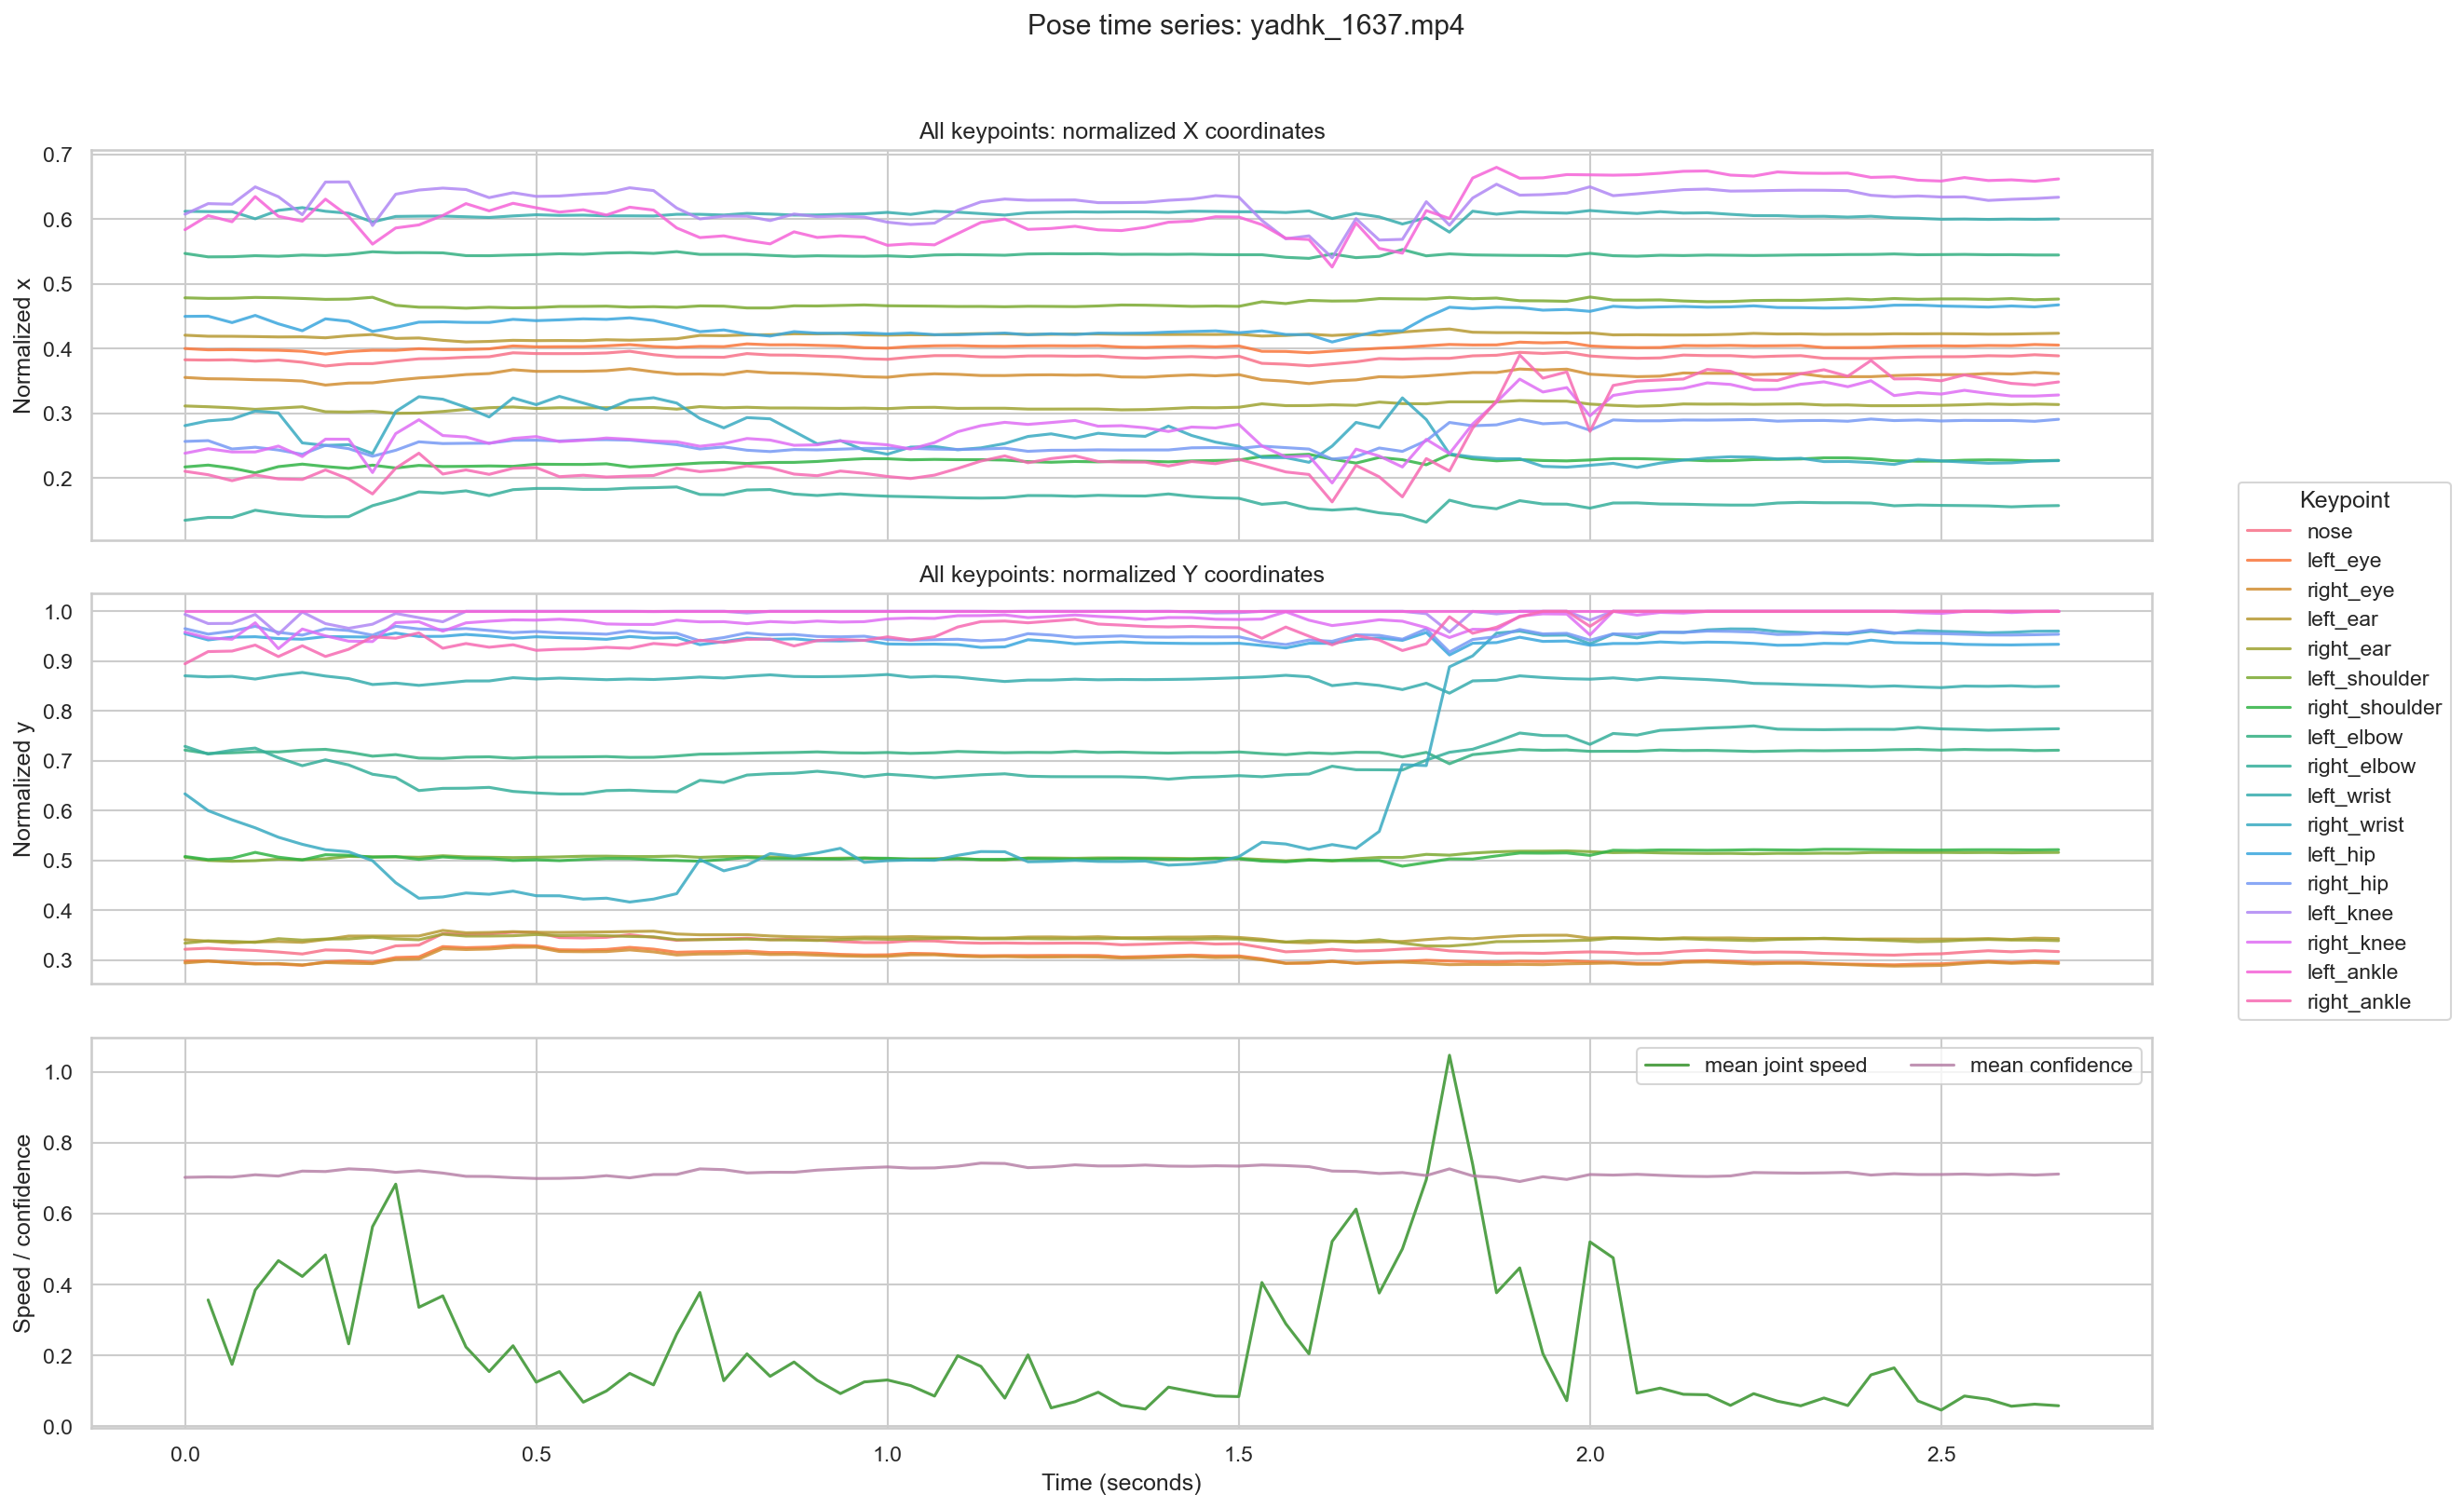 Pose time series: yadhk_1637.mp4
All keypoints: normalized X coordinates
Normalized x
0.7
0.6
0.5
0.4
0.3
0.2
All keypoints: normalized Y coordinates
Normalized y
1.0
0.9
0.8
0.7
0.6
0.5
0.4
0.3
Keypoint
nose
left_eye
right_eye
left_ear
right_ear
left_shoulder
right_shoulder
left_elbow
right_elbow
left_wrist
right_wrist
left_hip
right_hip
left_knee
right_knee
left_ankle
right_ankle
mean joint speed
mean confidence
Speed / confidence
1.0
0.8
0.6
0.4
0.2
0.0
0.0 0.5 1.0 1.5 2.0 2.5
Time (seconds)